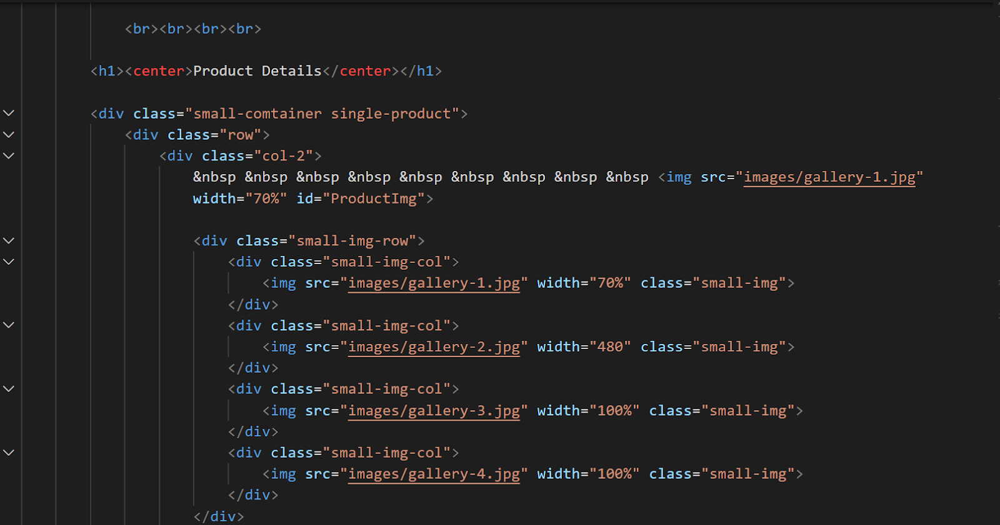 <br><br><br><br>
<h1><center>Product Details</center></h1>
<div class="small-comtainer single-product">
<div class="row">
<div class="col-2">
&nbsp &nbsp &nbsp &nbsp &nbsp &nbsp &nbsp &nbsp &nbsp <img src="images/gallery-1.jpg"
width="70%" id="ProductImg">
<div class="small-img-row">
<div class="small-img-col">
<img src="images/gallery-1.jpg" width="70%" class="small-img">
</div>
<div class="small-img-col">
<img src="images/gallery-2.jpg" width="480" class="small-img">
</div>
<div class="small-img-col">
<img src="images/gallery-3.jpg" width="100%" class="small-img">
</div>
<div class="small-img-col">
<img src="images/gallery-4.jpg" width="100%" class="small-img">
</div>
</div>